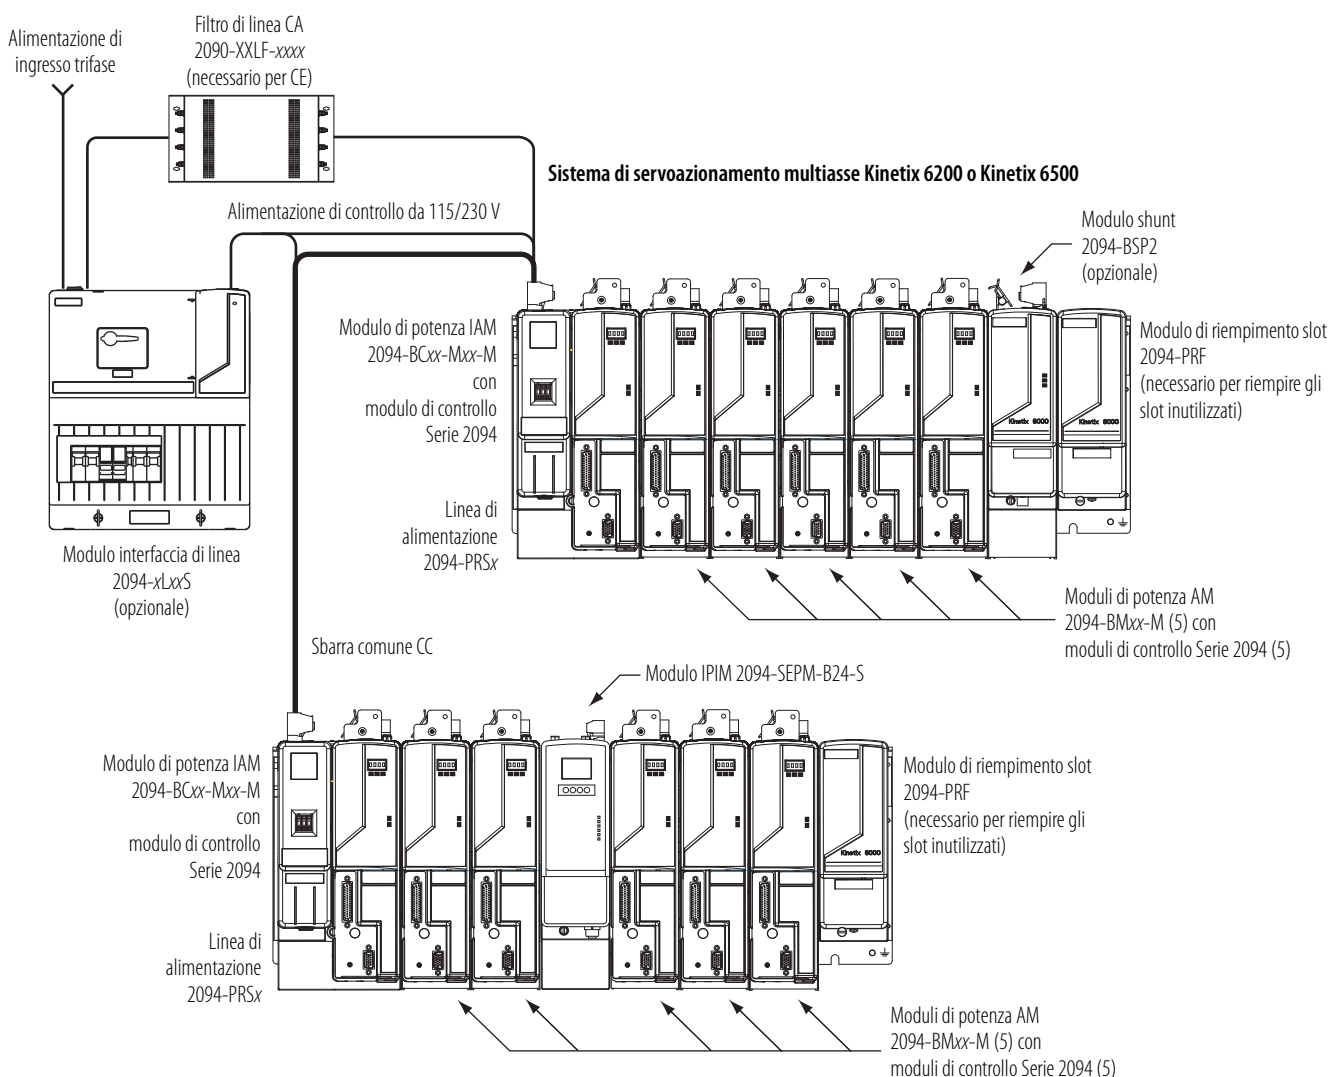 Alimentazione di
ingresso trifase
Filtro di linea CA
2090-XXLF-xxxx
(necessario per CE)
Sistema di servoazionamento multiasse Kinetix 6200 o Kinetix 6500
Alimentazione di controllo da 115/230 V
Modulo shunt
2094-BSP2
(opzionale)
Modulo di potenza IAM
2094-BCxx-Mxx-M
con
modulo di controllo
Serie 2094
Modulo di riempimento slot
2094-PRF
(necessario per riempire gli
slot inutilizzati)
Kinetix 6000
Kinetix 6000
Linea di
alimentazione
2094-PRSx
Modulo interfaccia di linea
2094-xLxxS
(opzionale)
Moduli di potenza AM
2094-BMxx-M (5) con
moduli di controllo Serie 2094 (5)
Sbarra comune CC
Modulo IPIM 2094-SEPM-B24-S
Modulo di potenza IAM
2094-BCxx-Mxx-M
con
modulo di controllo
Serie 2094
Modulo di riempimento slot
2094-PRF
(necessario per riempire gli
slot inutilizzati)
Kinetix 6000
Linea di
alimentazione
2094-PRSx
Moduli di potenza AM
2094-BMxx-M (5) con
moduli di controllo Serie 2094 (5)